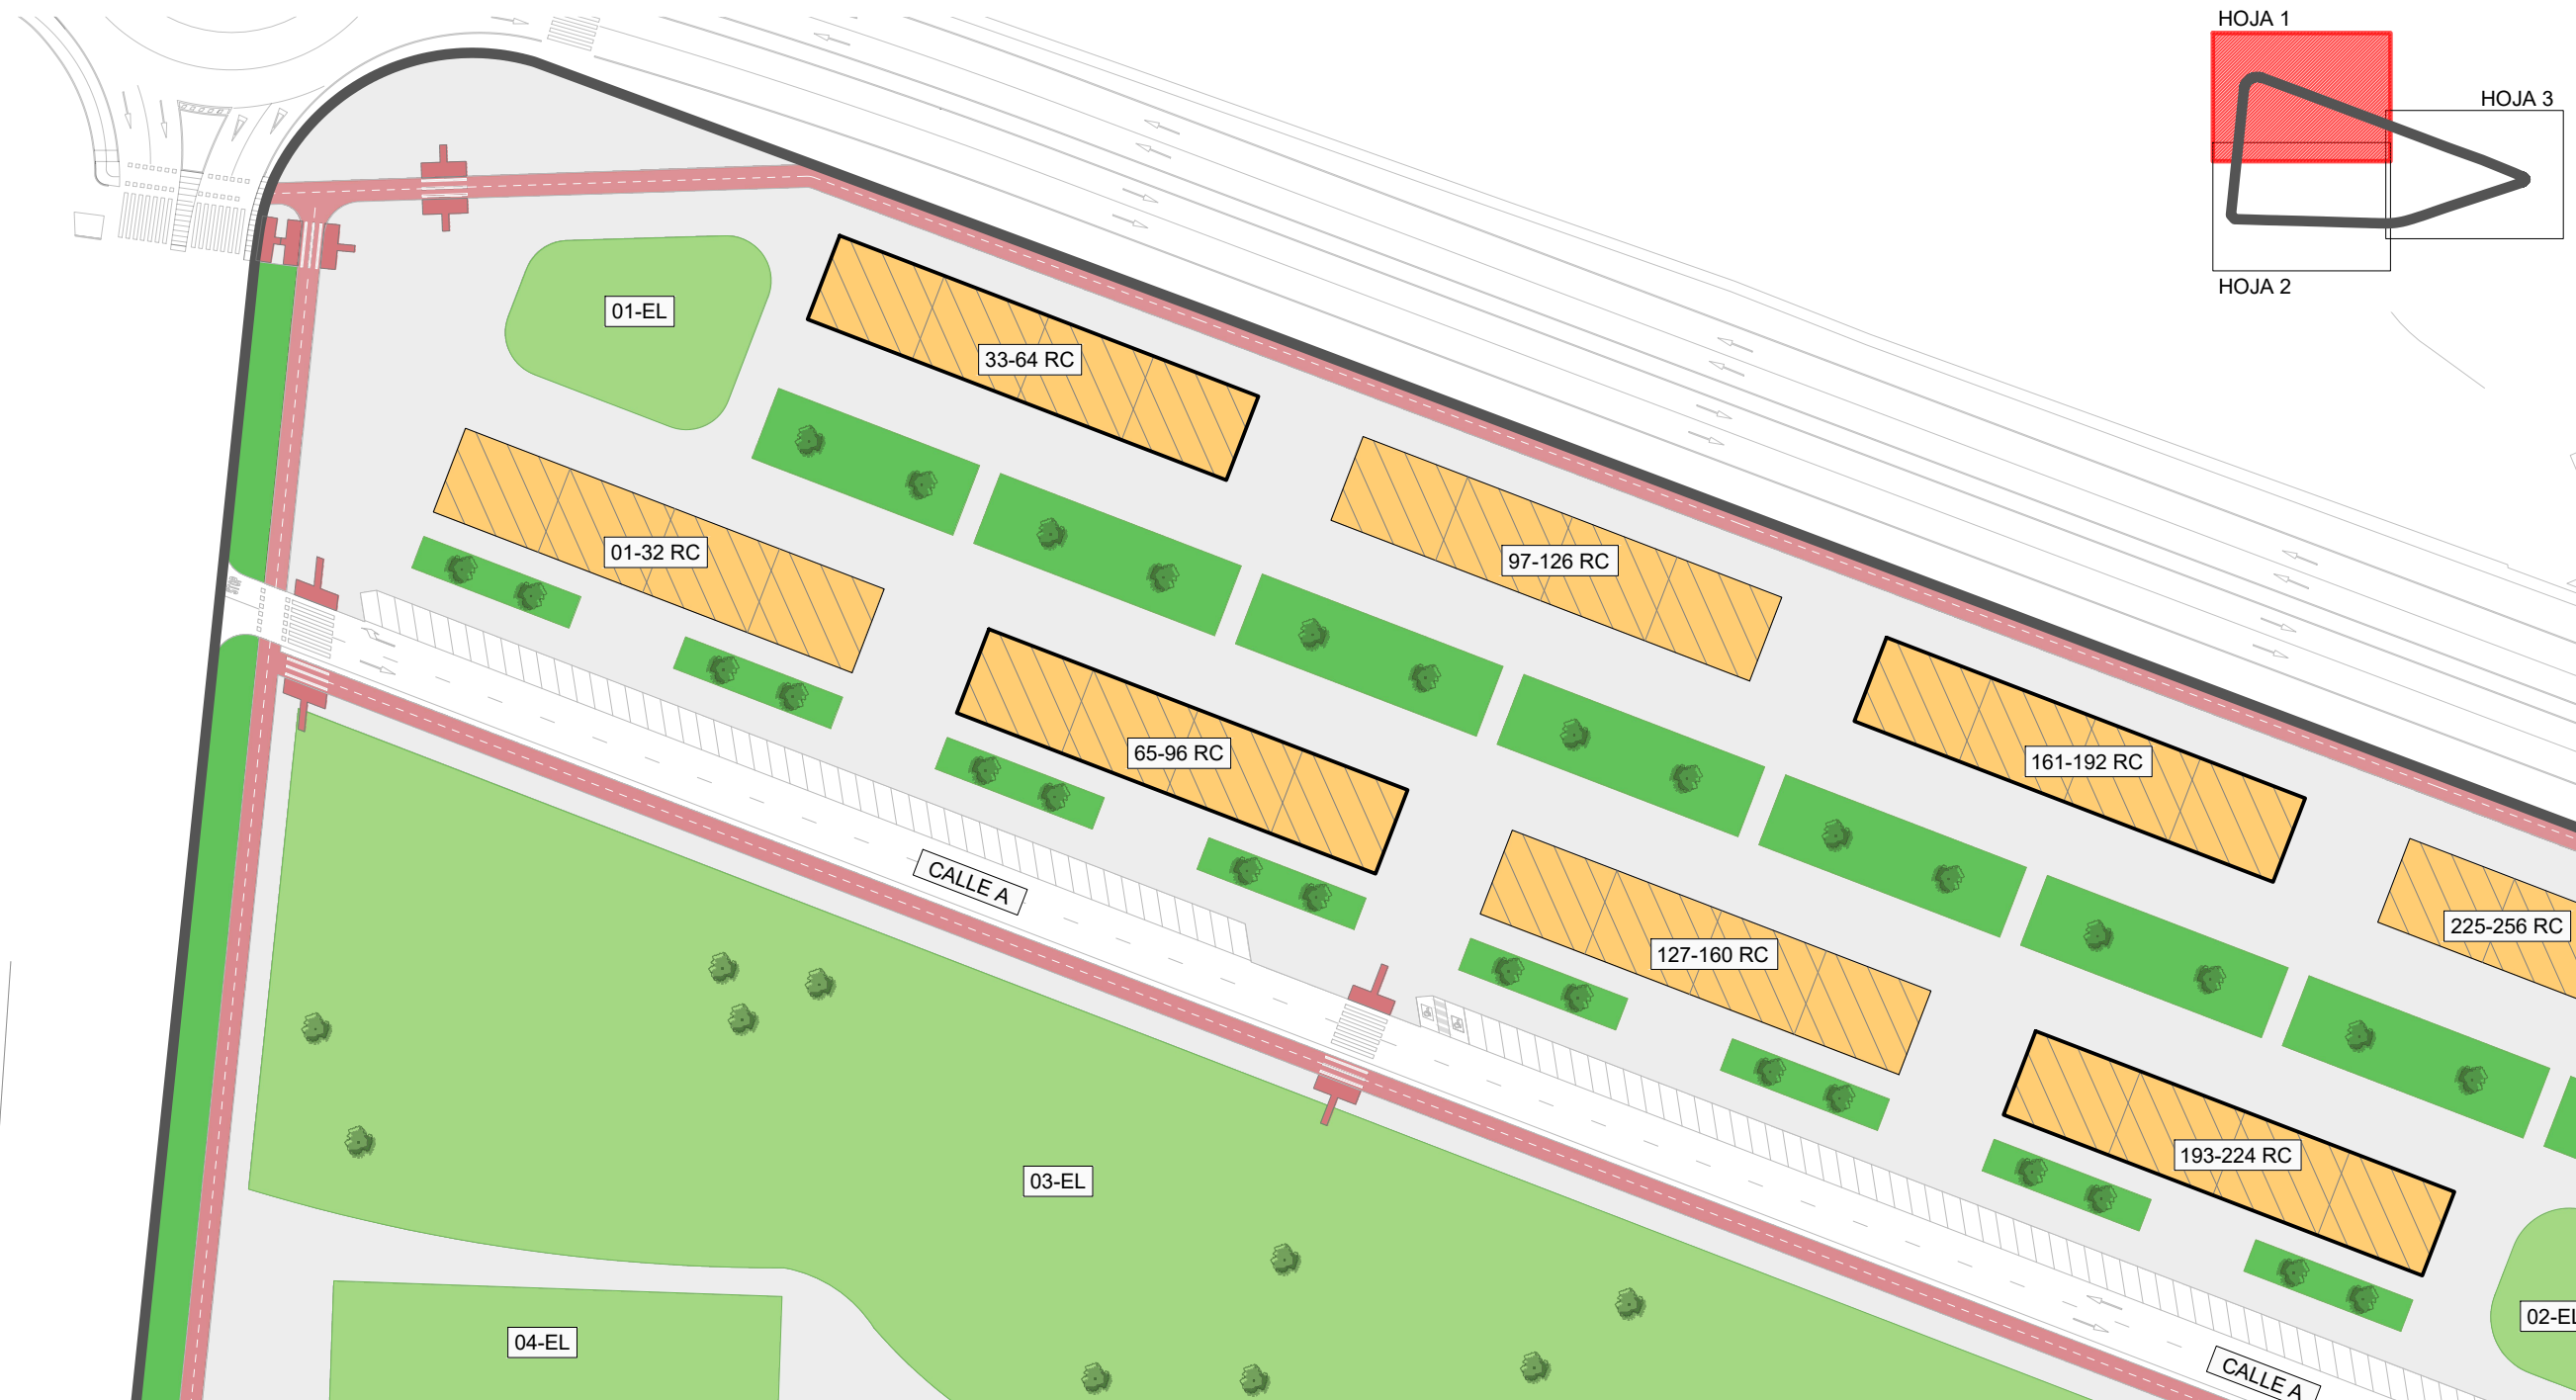 HOJA 1
HOJA 3
HOJA 2
01-EL
33-64 RC
01-32 RC
97-126 RC
65-96 RC
161-192 RC
CALLE A
127-160 RC
225-256 RC
193-224 RC
03-EL
04-EL
02-EL
CALLE A